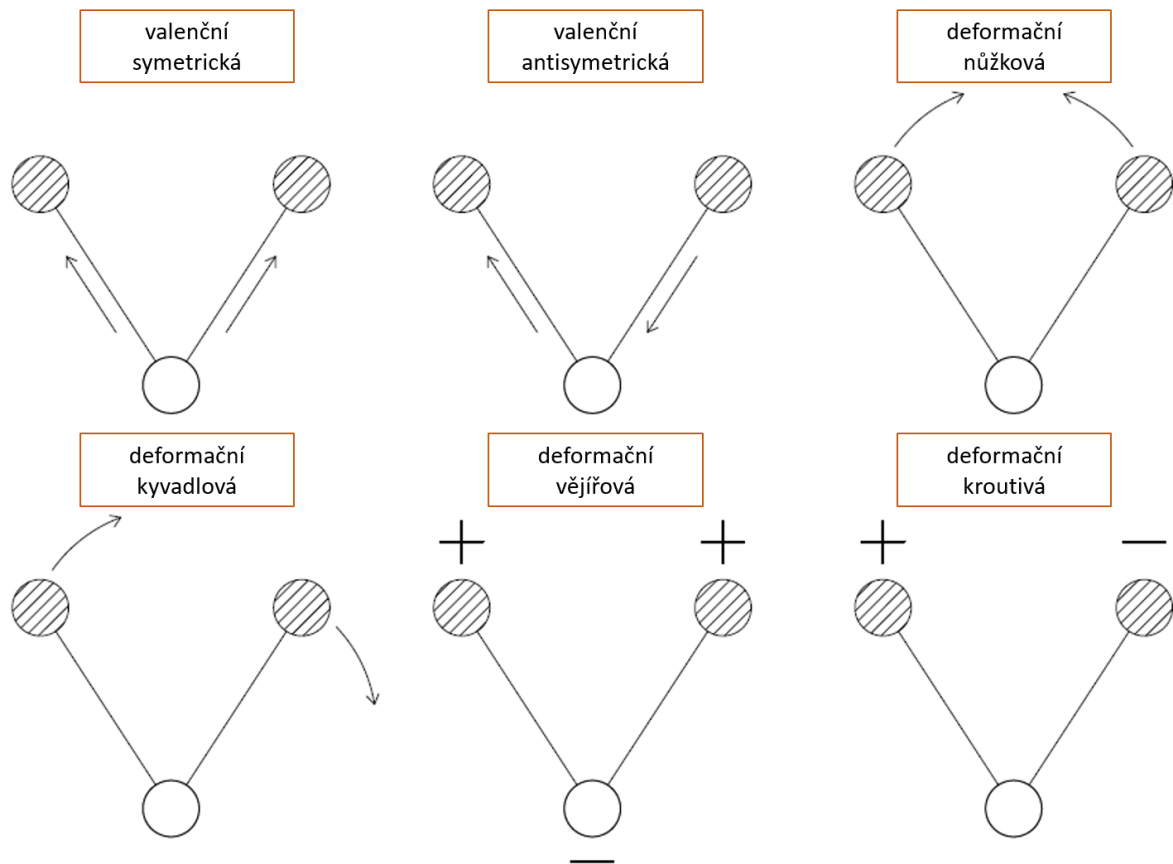 valenční
symetrická
valenční
antisymetrická
deformační
nůžková
deformační
kyvadlová
deformační
vějířová
deformační
kroutivá
+
+
+
—
—